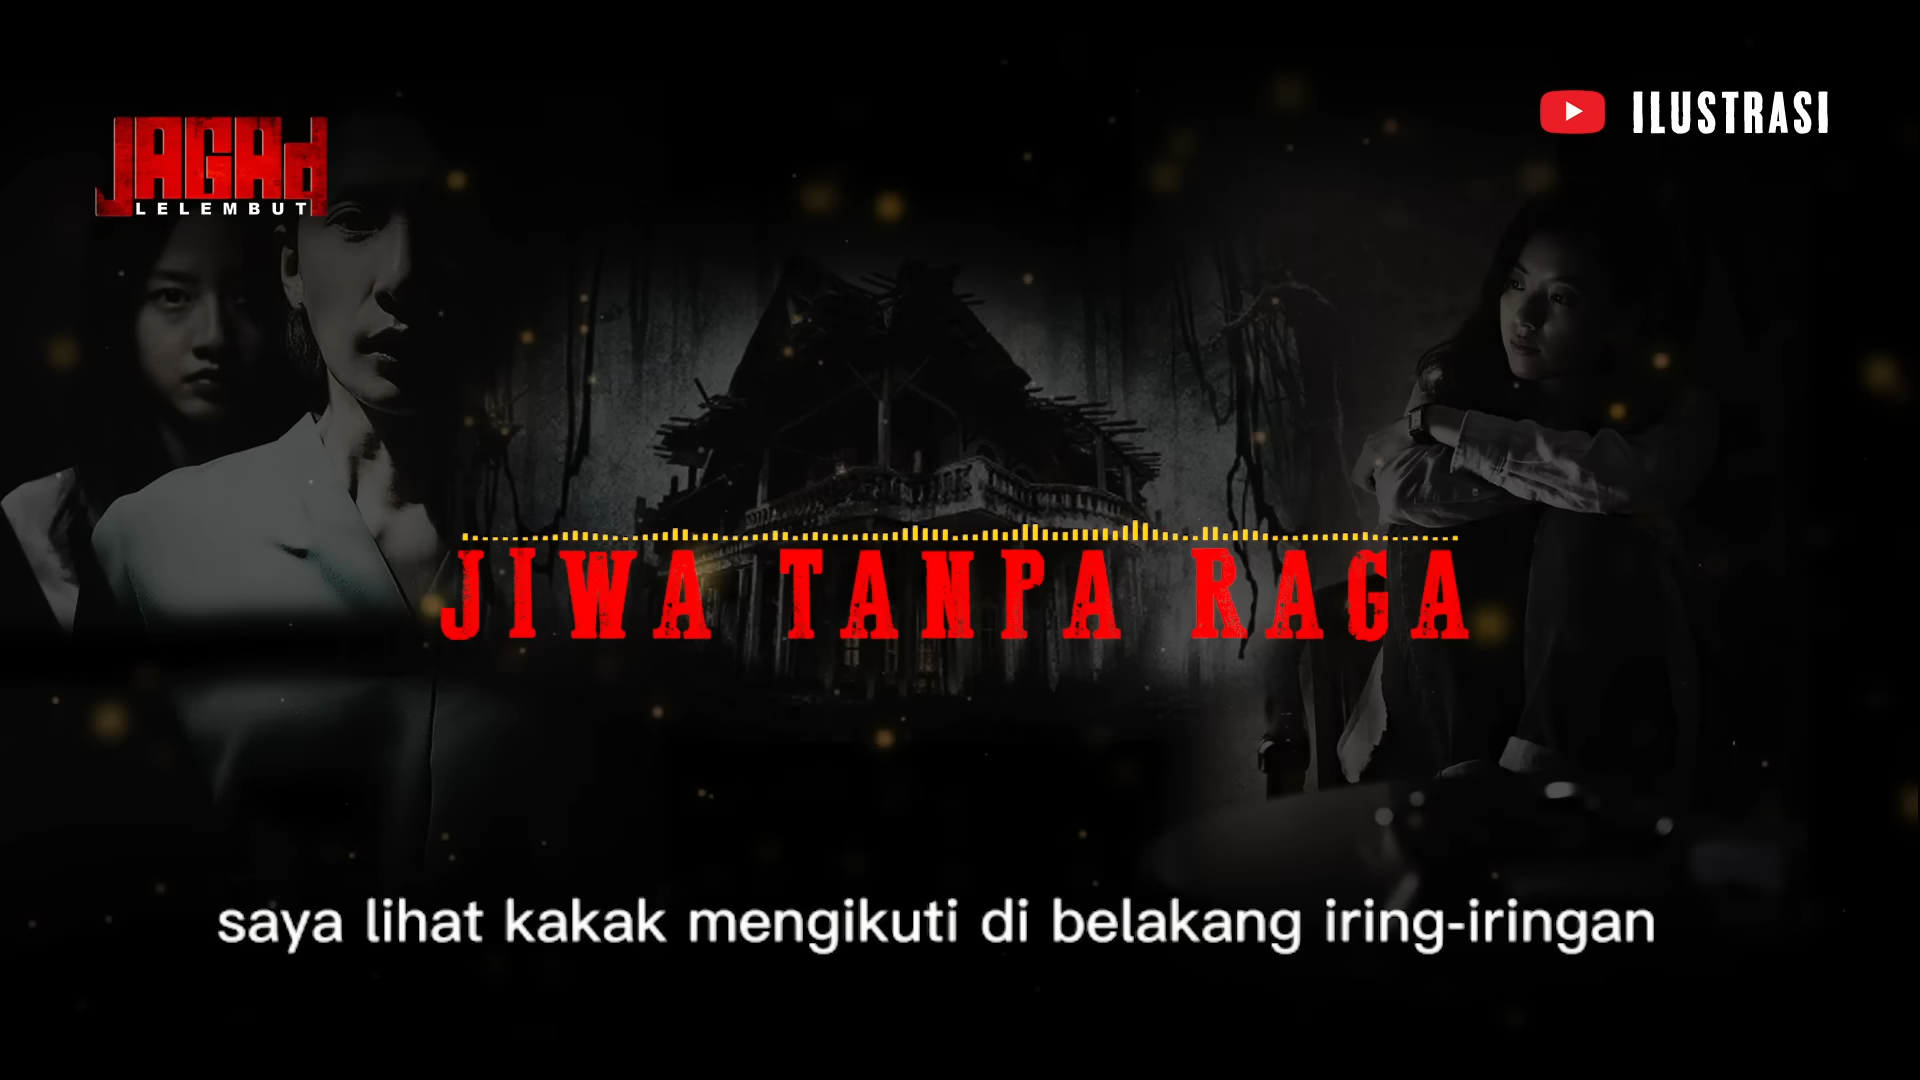 JAGAd
LELEMBUT
ILUSTRASI
JIWA TANPA RAGA
saya lihat kakak mengikuti di belakang iring-iringan